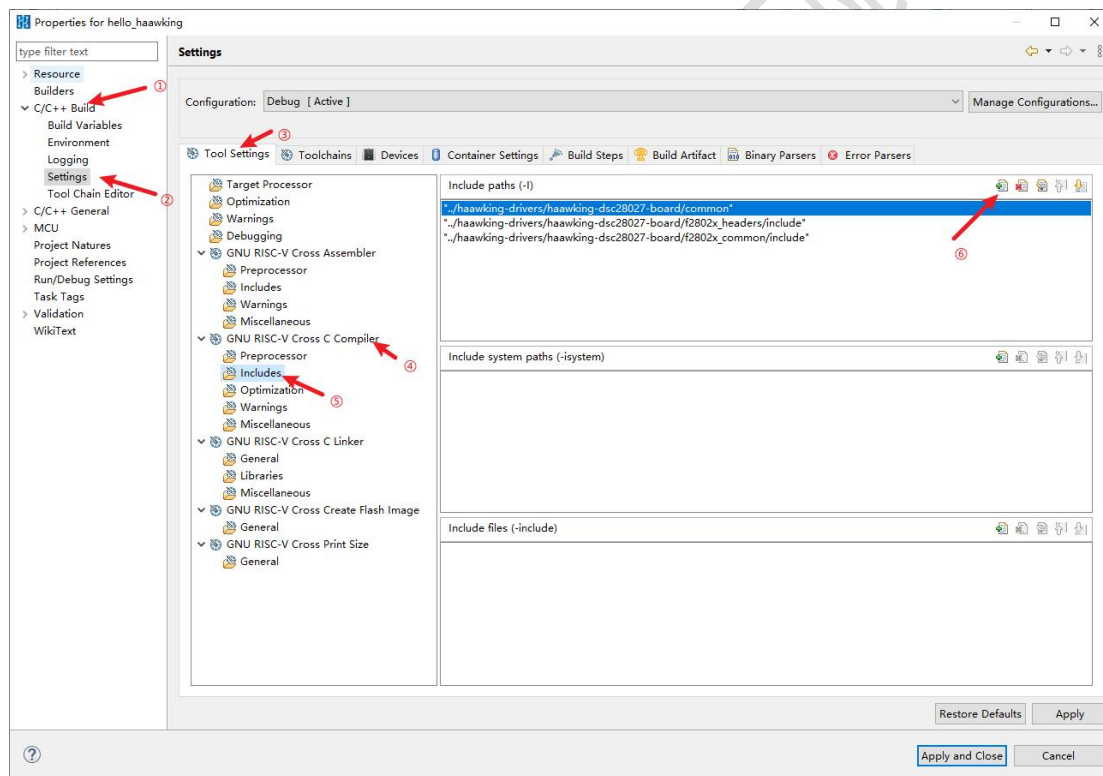 Properties for hello_haawking
type filter text
Settings
Resource
Builders
①
C/C++ Build
Build Variables
Environment
Logging
Settings
②
Tool Chain Editor
C/C++ General
MCU
Project Natures
Project References
Run/Debug Settings
Task Tags
Validation
WikiText
Configuration: Debug [ Active ]
Manage Configurations...
③
Tool Settings Toolchains Devices Container Settings Build Steps Build Artifact Binary Parsers Error Parsers
Target Processor
Optimization
Warnings
Debugging
GNU RISC-V Cross Assembler
Preprocessor
Includes
Warnings
Miscellaneous
GNU RISC-V Cross C Compiler
④
Preprocessor
Includes
⑤
Optimization
Warnings
Miscellaneous
GNU RISC-V Cross C Linker
General
Libraries
Miscellaneous
GNU RISC-V Cross Create Flash Image
General
GNU RISC-V Cross Print Size
General
Include paths (-I)
"../haawking-drivers/haawking-dsc28027-board/common"
"../haawking-drivers/haawking-dsc28027-board/f2802x_headers/include"
"../haawking-drivers/haawking-dsc28027-board/f2802x_common/include"
⑥
Include system paths (-isystem)
Include files (-include)
Restore Defaults Apply
Apply and Close Cancel